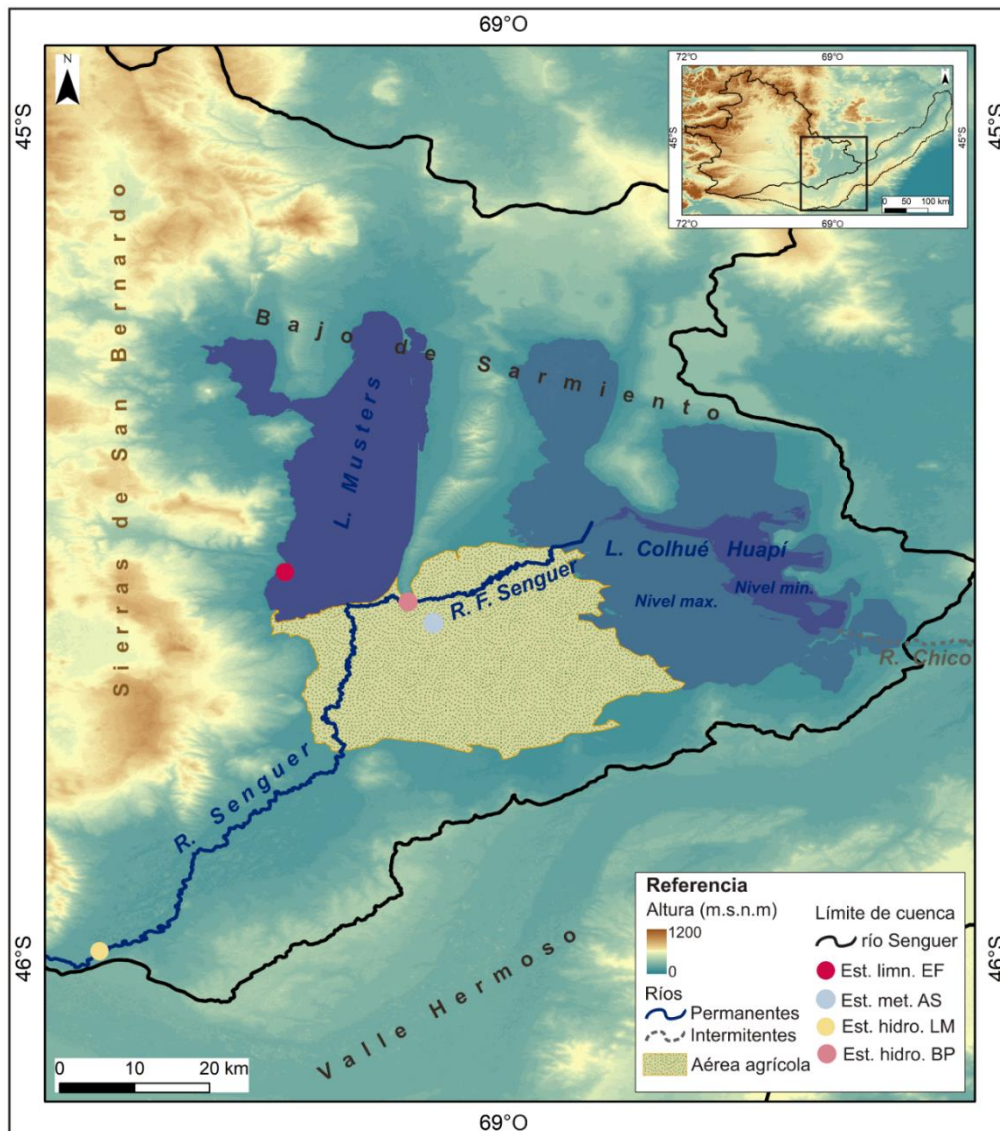 69°O
N
45°S
45°S
72°O
69°O
45°S
45°S
N
0 50 100 km
72°O
69°O
Sierras de San Bernardo
Bajo de Sarmiento
L. Musters
L. Colhué Huapí
Nivel max.
Nivel min.
R. F. Senguer
R. Chico
R. Senguer
Valle Hermoso
46°S
46°S
0 10 20 km
Referencia
Altura (m.s.n.m)
1200
0
Ríos
Permanentes
Intermitentes
Aérea agrícola
Límite de cuenca
río Senguer
Est. limn. EF
Est. met. AS
Est. hidro. LM
Est. hidro. BP
69°O